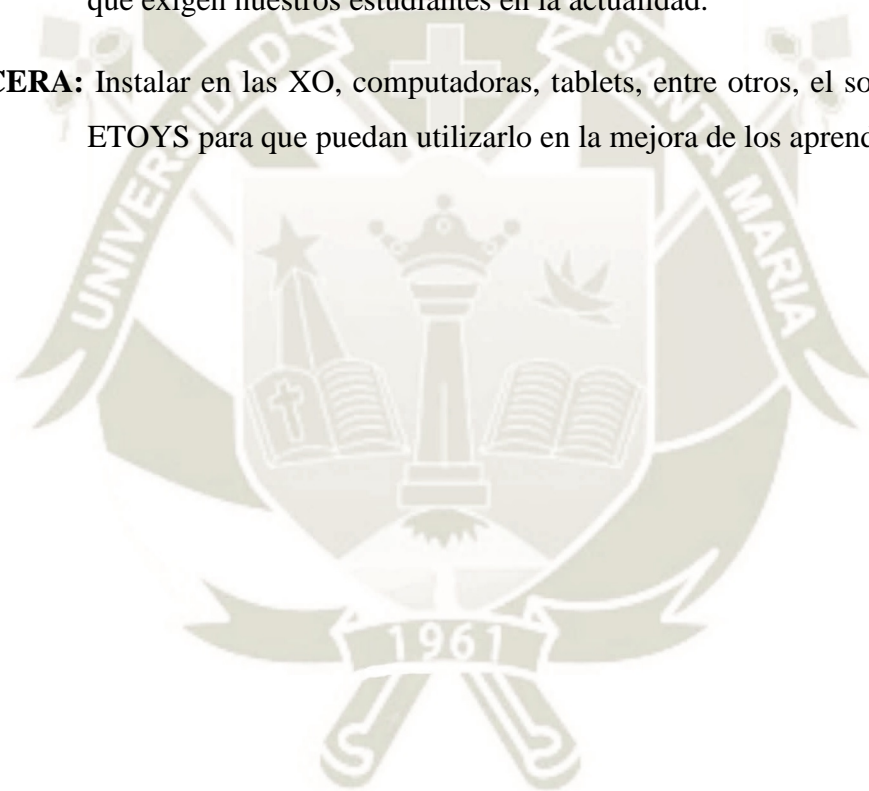 que exigen nuestros estudiantes en la actualidad.
CERA: Instalar en las XO, computadoras, tablets, entre otros, el so
ETOYS para que puedan utilizarlo en la mejora de los aprend
UNIVERSIDAD SANTA MARIA
1961
S S